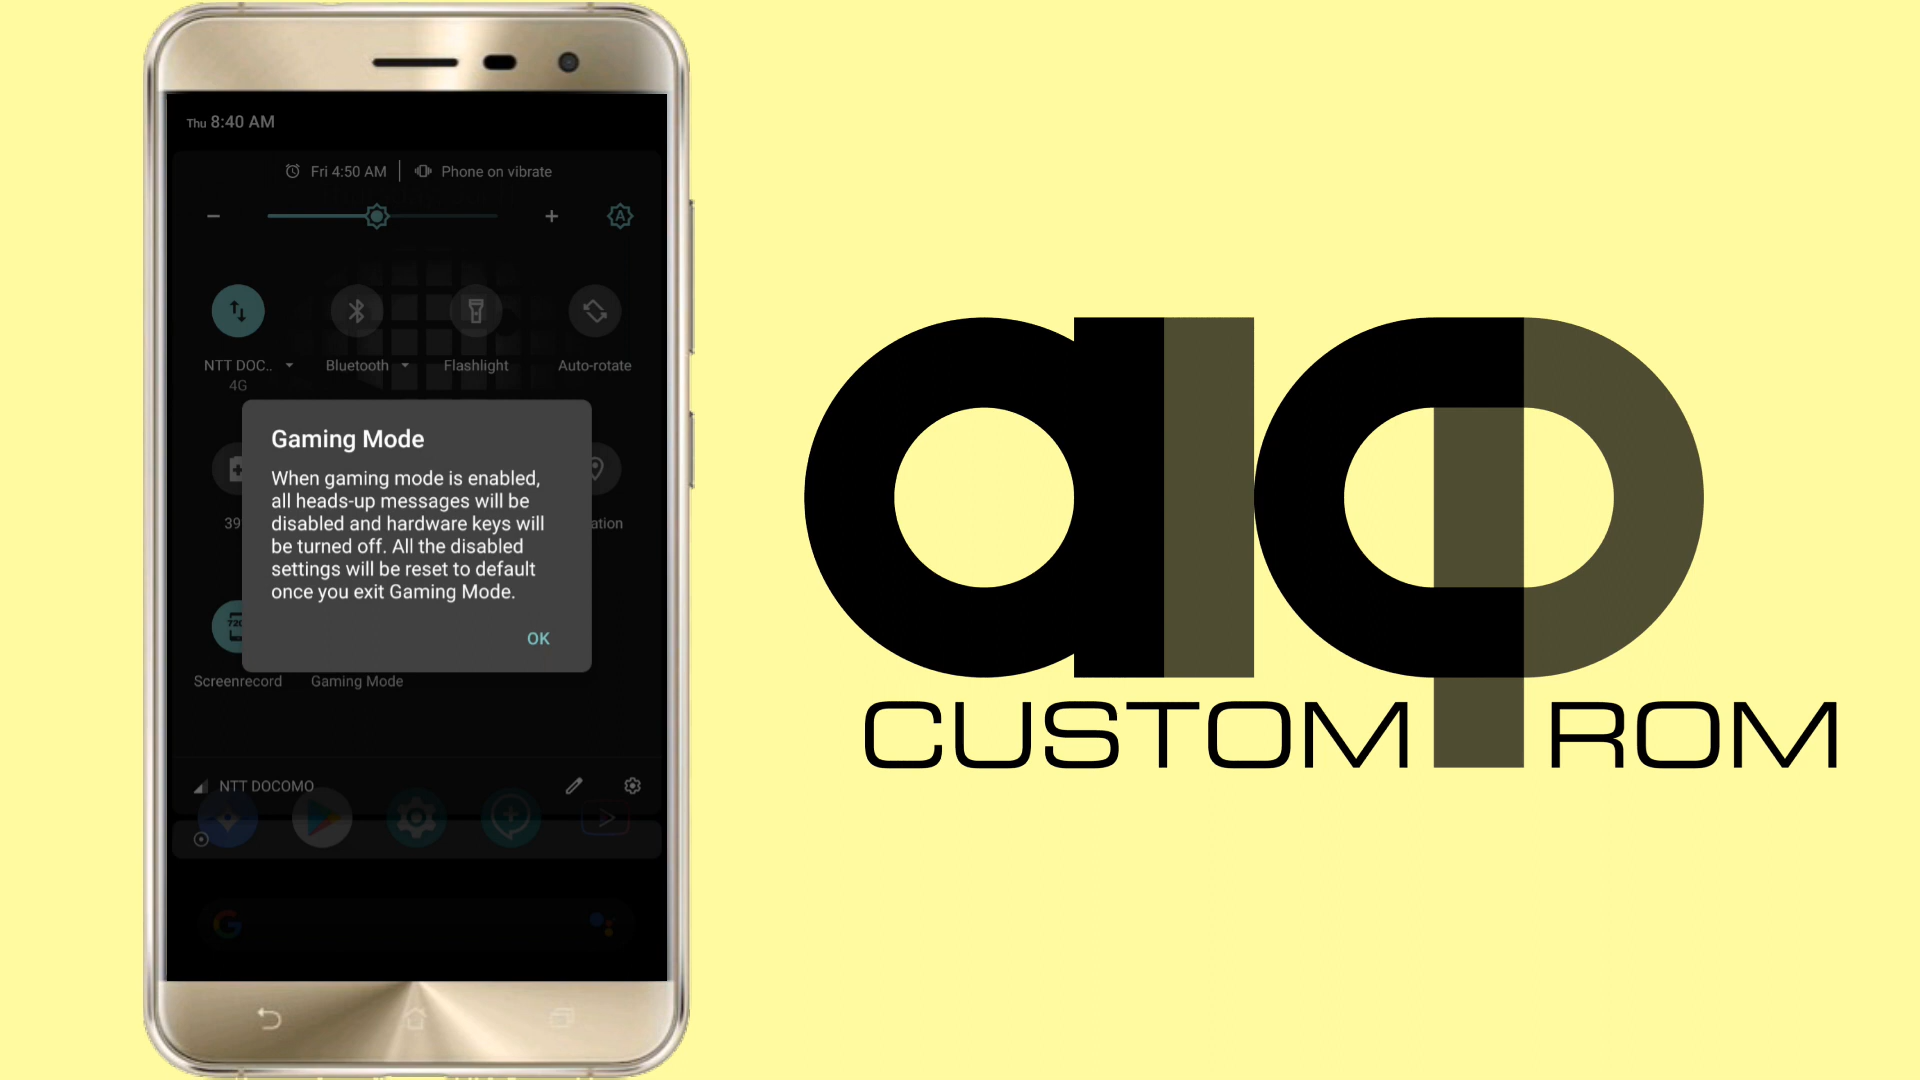 Thu 8:40 AM
Fri 4:50 AM
Phone on vibrate
A
NTT DOC..
Bluetooth
Flashlight
Auto-rotate
4G
Gaming Mode
When gaming mode is enabled,
all heads-up messages will be
disabled and hardware keys will
be turned off. All the disabled
settings will be reset to default
once you exit Gaming Mode.
OK
39
ation
Screenrecord
Gaming Mode
NTT DOCOMO
G
CUSTOM ROM